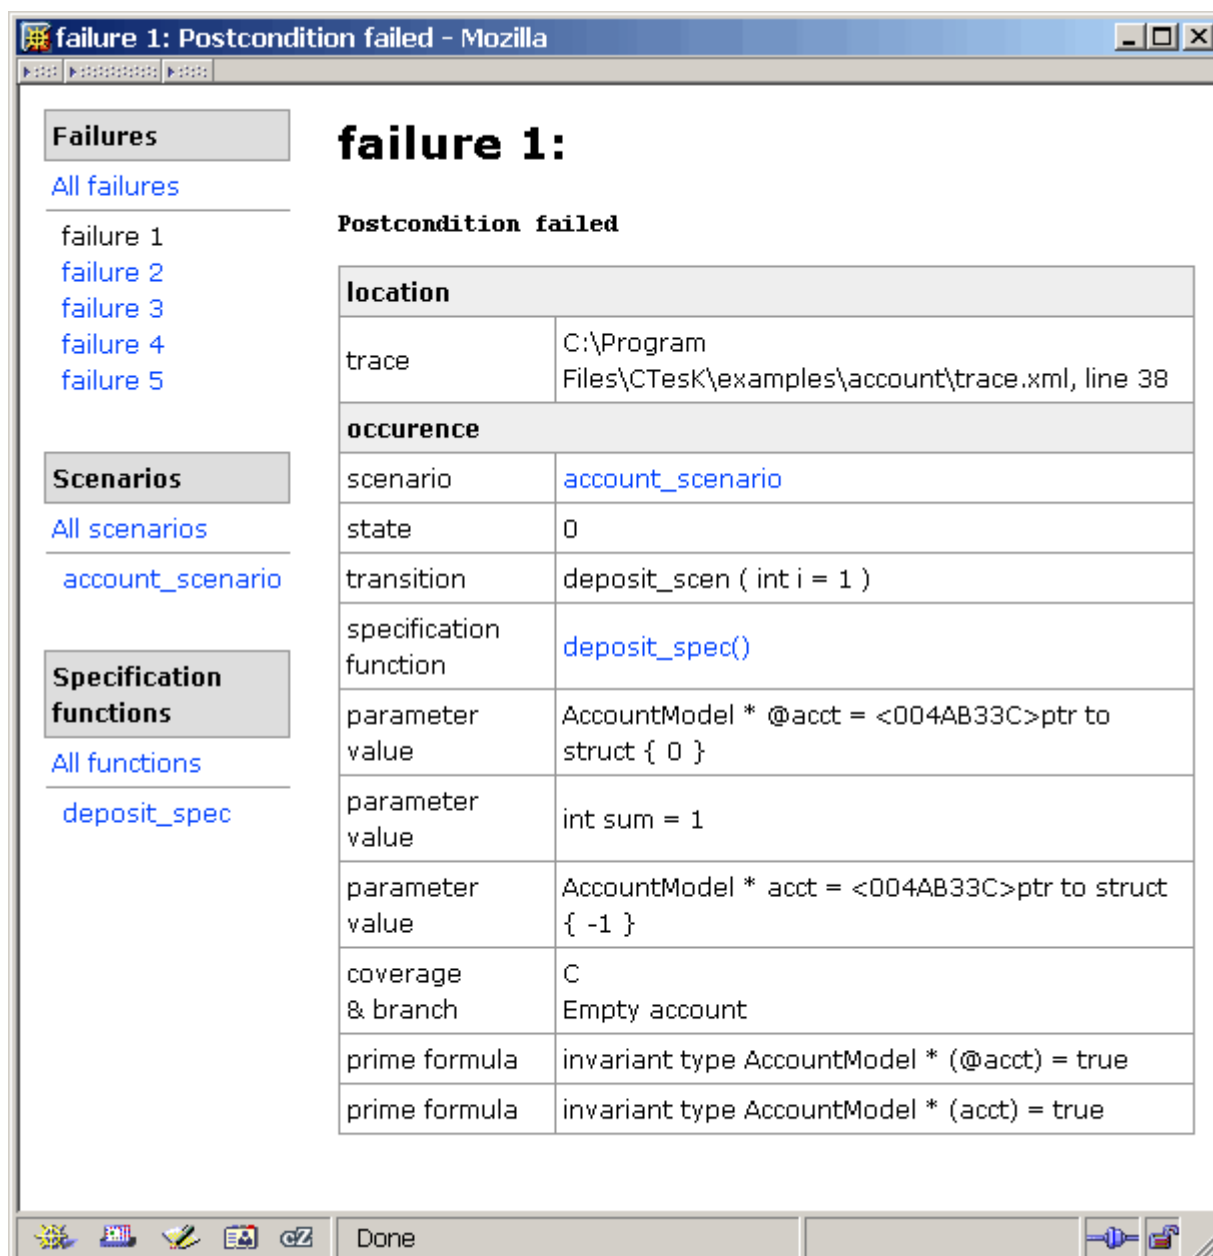 failure 1: Postcondition failed - Mozilla
Failures
All failures
failure 1
failure 2
failure 3
failure 4
failure 5
Scenarios
All scenarios
account_scenario
Specification
functions
All functions
deposit_spec
failure 1:
Postcondition failed
location
trace
C:\Program
Files\CTesK\examples\account\trace.xml, line 38
occurence
scenario
account_scenario
state
0
transition
deposit_scen ( int i = 1 )
specification
function
deposit_spec()
parameter
value
AccountModel * @acct = <004AB33C>ptr to
struct { 0 }
parameter
value
int sum = 1
parameter
value
AccountModel * acct = <004AB33C>ptr to struct
{ -1 }
coverage
& branch
C
Empty account
prime formula
invariant type AccountModel * (@acct) = true
prime formula
invariant type AccountModel * (acct) = true
Done